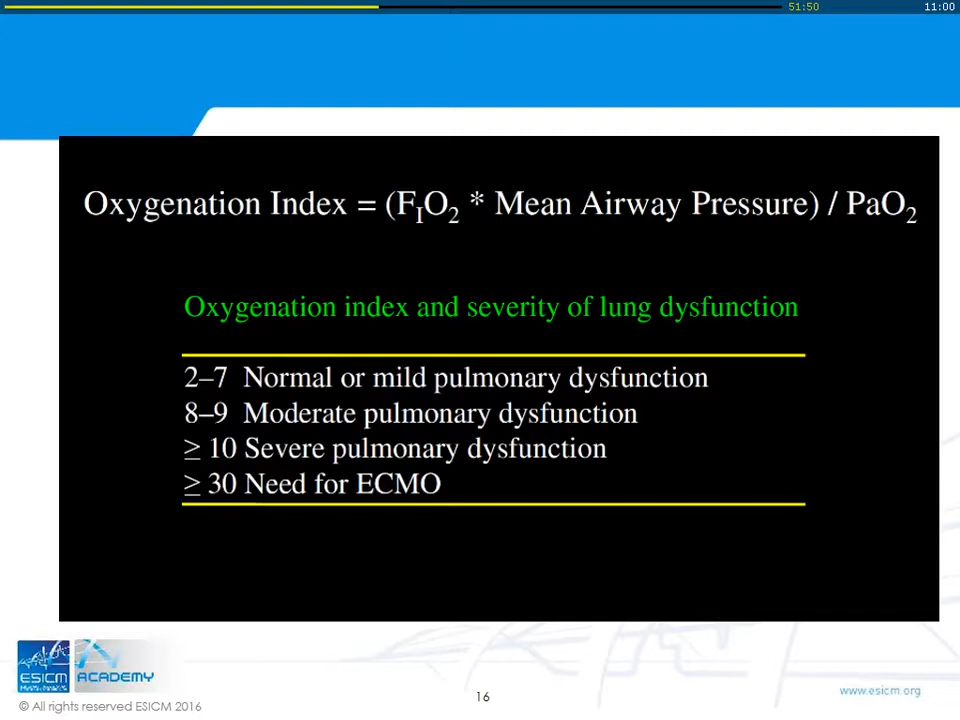 51:50 11:00
Oxygenation Index = (FIO2 * Mean Airway Pressure) / PaO2
Oxygenation index and severity of lung dysfunction
2–7 Normal or mild pulmonary dysfunction
8–9 Moderate pulmonary dysfunction
≥ 10 Severe pulmonary dysfunction
≥ 30 Need for ECMO
ESICM ACADEMY
16
www.esicm.org
© All rights reserved ESICM 2016